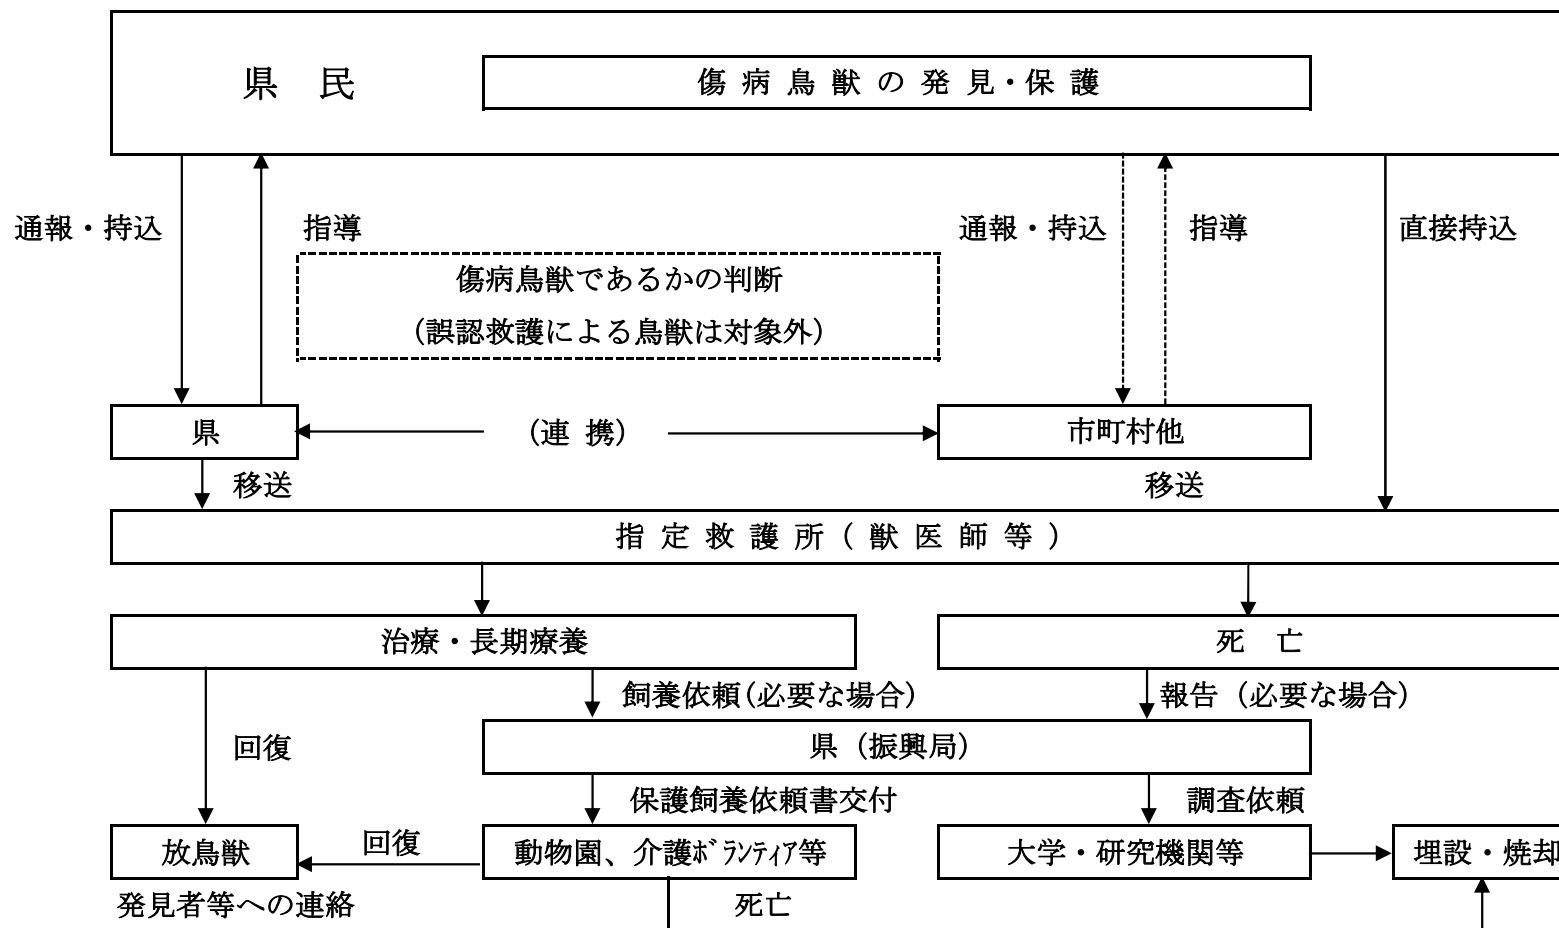 県　民
傷 病 鳥 獣 の 発 見・保 護
通報・持込
指導
通報・持込
指導
直接持込
傷病鳥獣であるかの判断
（誤認救護による鳥獣は対象外）
県
（連 携）
市町村他
移送
移送
指 定 救 護 所（ 獣 医 師 等 ）
治療・長期療養
死　亡
飼養依頼（必要な場合）
報告（必要な場合）
回復
県（振興局）
保護飼養依頼書交付
調査依頼
放鳥獣
回復
動物園、介護ﾎﾞﾗﾝﾃｨｱ等
大学・研究機関等
埋設・焼却
発見者等への連絡
死亡